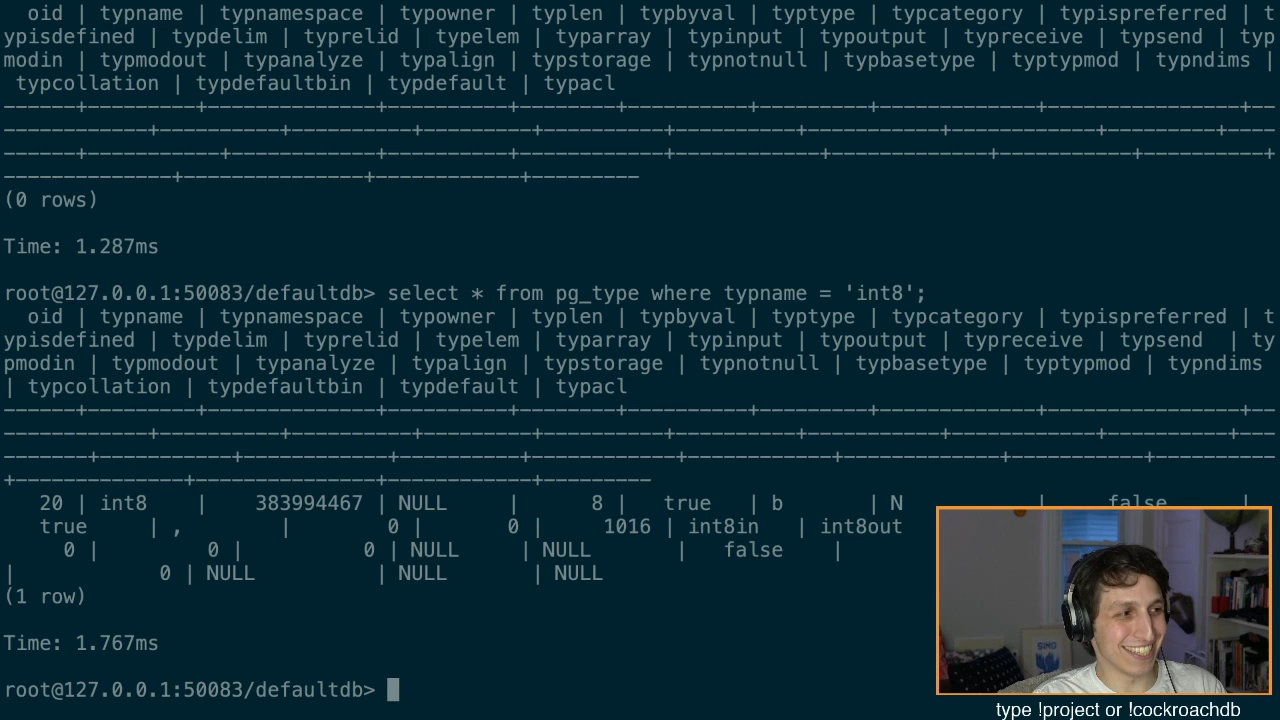 oid | typname | typnamespace | typowner | typlen | typbyval | typtype | typcategory | typispreferred | t
ypisdefined | typdelim | typrelid | typelem | typarray | typinput | typoutput | typreceive | typsend | typ
modin | typmodout | typanalyze | typalign | typstorage | typnotnull | typbasetype | typtypmod | typndims |
typcollation | typdefaultbin | typdefault | typacl
(0 rows)
Time: 1.287ms
root@127.0.0.1:50083/defaultdb> select * from pg_type where typname = 'int8';
oid | typname | typnamespace | typowner | typlen | typbyval | typtype | typcategory | typispreferred | t
ypisdefined | typdelim | typrelid | typelem | typarray | typinput | typoutput | typreceive | typsend | ty
pmodin | typmodout | typanalyze | typalign | typstorage | typnotnull | typbasetype | typtypmod | typndims
| typcollation | typdefaultbin | typdefault | typacl
20 | int8 | 383994467 | NULL | 8 | true | b | N | false |
true | , | 0 | 0 | 1016 | int8in | int8out
0 | 0 | 0 | NULL | NULL | false |
| 0 | NULL | NULL | NULL
(1 row)
Time: 1.767ms
root@127.0.0.1:50083/defaultdb>
SING
type !project or !cockroachdb